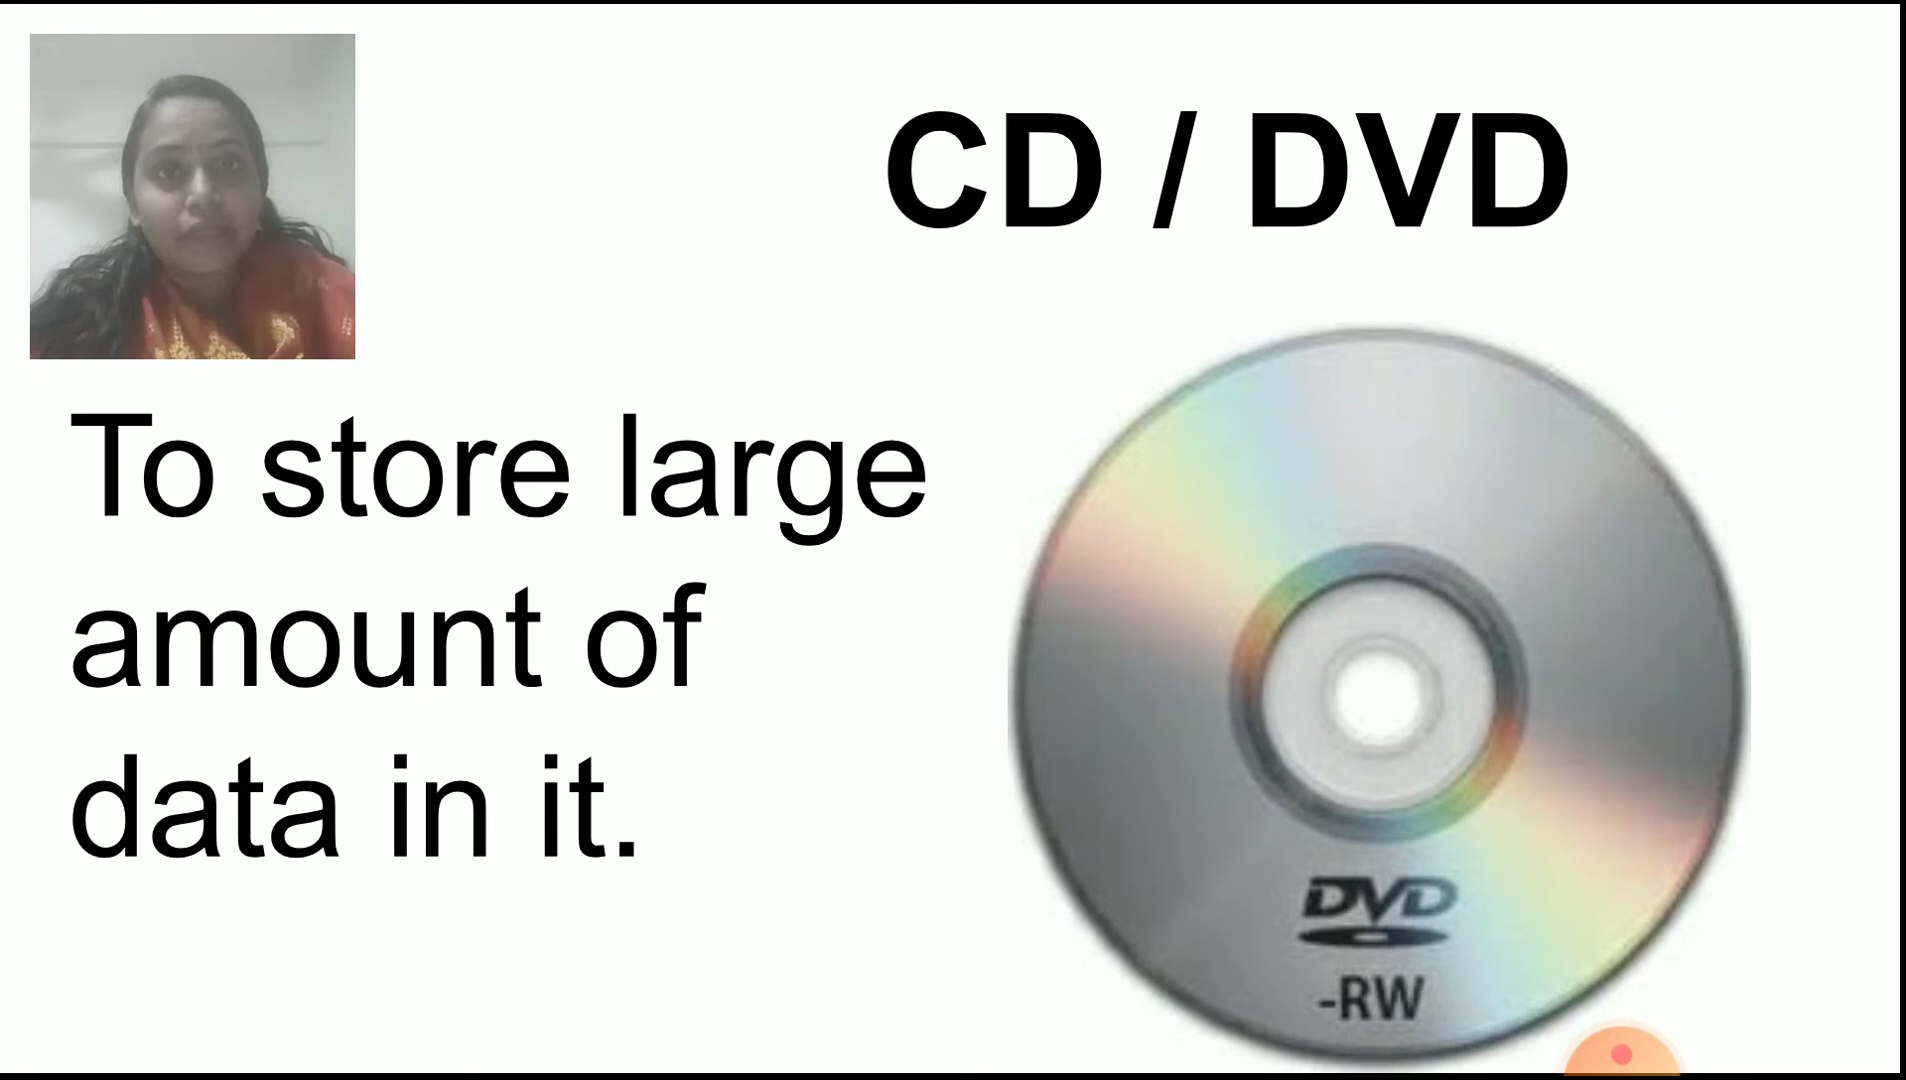 CD / DVD
To store large
amount of
data in it.
DVD
-RW